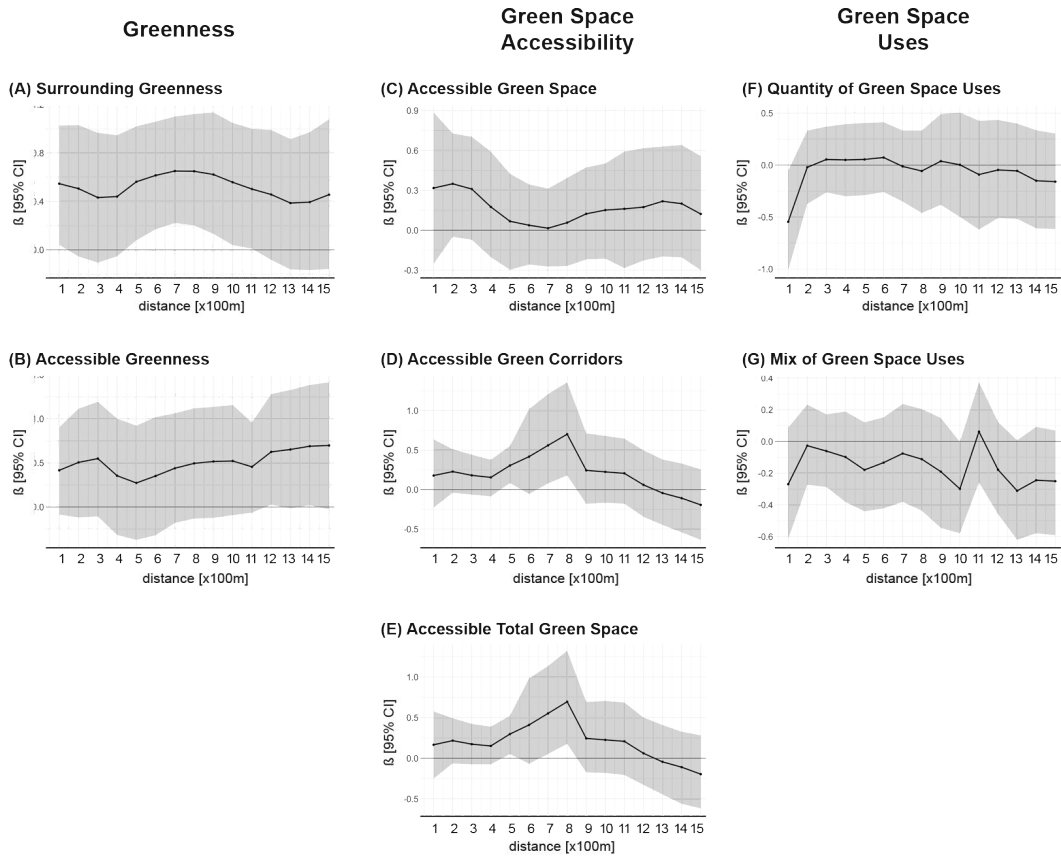 Greenness
Green Space
Accessibility
Green Space
Uses
(A) Surrounding Greenness
0.8
0.4
0.0
ß [95% CI]
1 2 3 4 5 6 7 8 9 10 11 12 13 14 15
distance [x100m]
(C) Accessible Green Space
0.9
0.6
0.3
0.0
-0.3
ß [95% CI]
1 2 3 4 5 6 7 8 9 10 11 12 13 14 15
distance [x100m]
(F) Quantity of Green Space Uses
0.5
0.0
-0.5
-1.0
ß [95% CI]
1 2 3 4 5 6 7 8 9 10 11 12 13 14 15
distance [x100m]
(B) Accessible Greenness
ß [95% CI]
1 2 3 4 5 6 7 8 9 10 11 12 13 14 15
distance [x100m]
(D) Accessible Green Corridors
1.0
0.5
0.0
-0.5
ß [95% CI]
1 2 3 4 5 6 7 8 9 10 11 12 13 14 15
distance [x100m]
(G) Mix of Green Space Uses
0.4
0.2
0.0
-0.2
-0.4
-0.6
ß [95% CI]
1 2 3 4 5 6 7 8 9 10 11 12 13 14 15
distance [x100m]
(E) Accessible Total Green Space
1.0
0.5
0.0
-0.5
ß [95% CI]
1 2 3 4 5 6 7 8 9 10 11 12 13 14 15
distance [x100m]